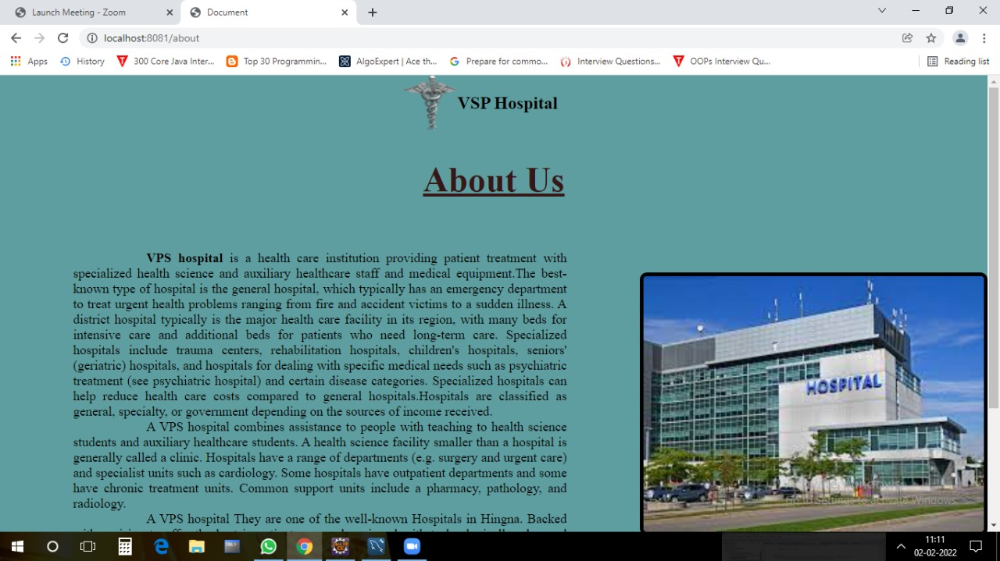 Launch Meeting - Zoom
Document
localhost:8081/about
Apps
History
300 Core Java Inter...
Top 30 Programmin...
AlgoExpert | Ace th...
Prepare for commo...
Interview Questions...
OOPs Interview Qu...
Reading list
VSP Hospital
About Us
VPS hospital is a health care institution providing patient treatment with
specialized health science and auxiliary healthcare staff and medical equipment.The best-
known type of hospital is the general hospital, which typically has an emergency department
to treat urgent health problems ranging from fire and accident victims to a sudden illness. A
district hospital typically is the major health care facility in its region, with many beds for
intensive care and additional beds for patients who need long-term care. Specialized
hospitals include trauma centers, rehabilitation hospitals, children's hospitals, seniors'
(geriatric) hospitals, and hospitals for dealing with specific medical needs such as psychiatric
treatment (see psychiatric hospital) and certain disease categories. Specialized hospitals can
help reduce health care costs compared to general hospitals.Hospitals are classified as
general, specialty, or government depending on the sources of income received.
A VPS hospital combines assistance to people with teaching to health science
students and auxiliary healthcare students. A health science facility smaller than a hospital is
generally called a clinic. Hospitals have a range of departments (e.g. surgery and urgent care)
and specialist units such as cardiology. Some hospitals have outpatient departments and some
have chronic treatment units. Common support units include a pharmacy, pathology, and
radiology.
A VPS hospital They are one of the well-known Hospitals in Hingna. Backed
HOSPITAL
Go to Settings to activate Windows.
11:11
02-02-2022